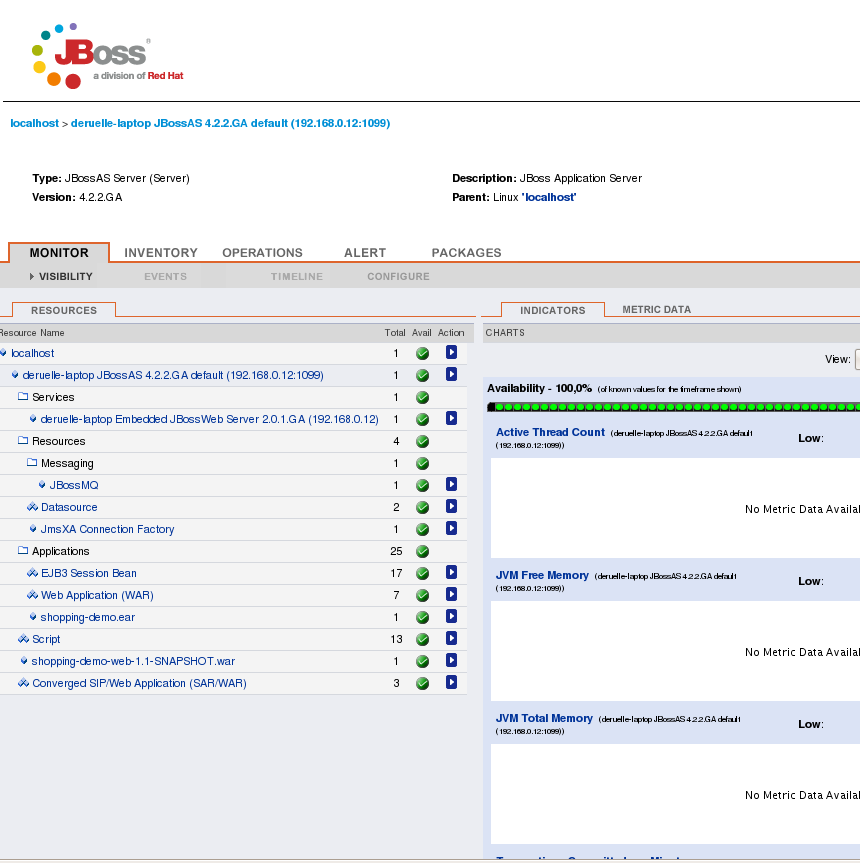 JBoss®
a division of Red Hat
localhost > deruelle-laptop JBossAS 4.2.2.GA default (192.168.0.12:1099)
Type: JBossAS Server (Server)
Description: JBoss Application Server
Version: 4.2.2.GA
Parent: Linux 'localhost'
MONITOR INVENTORY OPERATIONS ALERT PACKAGES
VISIBILITY EVENTS TIMELINE CONFIGURE
RESOURCES
Resource Name Total Avail Action
localhost 1
deruelle-laptop JBossAS 4.2.2.GA default (192.168.0.12:1099) 1
Services 1
deruelle-laptop Embedded JBossWeb Server 2.0.1.GA (192.168.0.12) 1
Resources 4
Messaging 1
JBossMQ 1
Datasource 2
JmsXA Connection Factory 1
Applications 25
EJB3 Session Bean 17
Web Application (WAR) 7
shopping-demo.ear 1
Script 13
shopping-demo-web-1.1-SNAPSHOT.war 1
Converged SIP/Web Application (SAR/WAR) 3
INDICATORS METRIC DATA
CHARTS
View:
Availability - 100,0% (of known values for the timeframe shown)
Active Thread Count (deruelle-laptop JBossAS 4.2.2.GA default Low:
(192.168.0.12:1099))
No Metric Data Availa
JVM Free Memory (deruelle-laptop JBossAS 4.2.2.GA default Low:
(192.168.0.12:1099))
No Metric Data Availa
JVM Total Memory (deruelle-laptop JBossAS 4.2.2.GA default Low:
(192.168.0.12:1099))
No Metric Data Availa